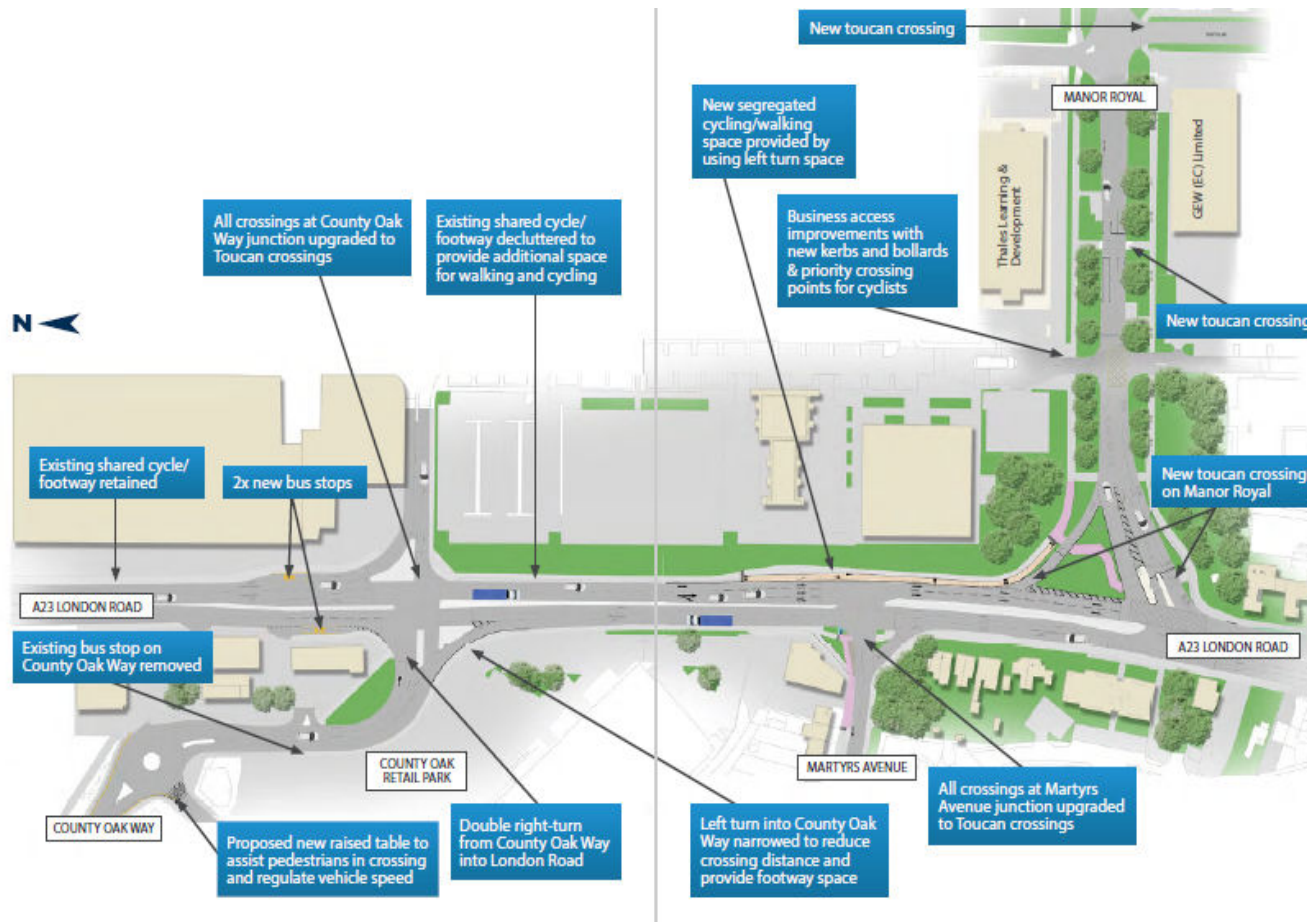 New toucan crossing
MANOR ROYAL
New segregated
cycling/walking
space provided by
using left turn space
Thales Learning &
Development
GEW (EC) Limited
All crossings at County Oak
Way junction upgraded to
Toucan crossings
Existing shared cycle/
footway decluttered to
provide additional space
for walking and cycling
Business access
improvements with
new kerbs and bollards
& priority crossing
points for cyclists
N
New toucan crossing
Existing shared cycle/
footway retained
2x new bus stops
New toucan crossing
on Manor Royal
A23 LONDON ROAD
Existing bus stop on
County Oak Way removed
A23 LONDON ROAD
COUNTY OAK
RETAIL PARK
MARTYRS AVENUE
COUNTY OAK WAY
Proposed new raised table to
assist pedestrians in crossing
and regulate vehicle speed
Double right-turn
from County Oak Way
into London Road
Left turn into County Oak
Way narrowed to reduce
crossing distance and
provide footway space
All crossings at Martyrs
Avenue junction upgraded
to Toucan crossings